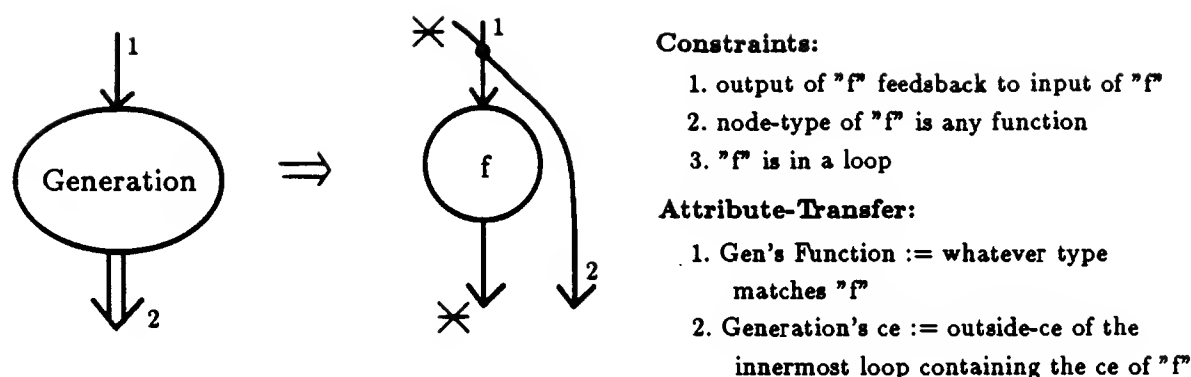 1
Generation
2
⇒
1
f
2
Constraints:
1. output of "f" feedsback to input of "f"
2. node-type of "f" is any function
3. "f" is in a loop
Attribute-Transfer:
1. Gen's Function := whatever type
matches "f"
2. Generation's ce := outside-ce of the
innermost loop containing the ce of "f"